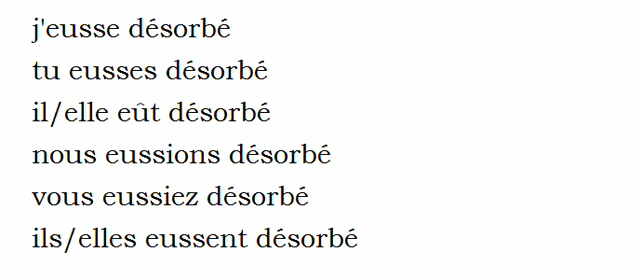 j'eusse désorbé
tu eusses désorbé
il/elle eût désorbé
nous eussions désorbé
vous eussiez désorbé
ils/elles eussent désorbé